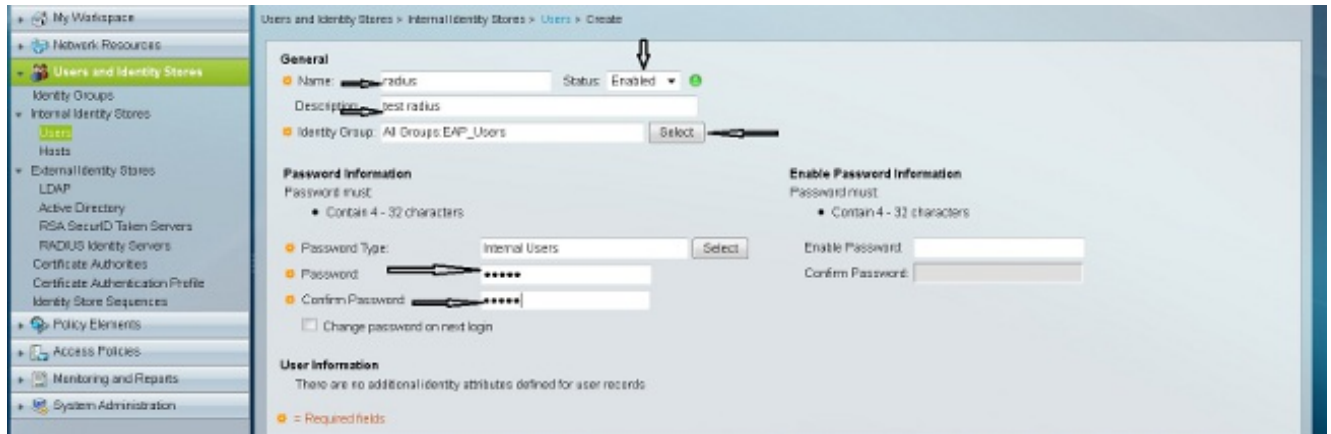 My Workspace
Network Resources
Users and Identity Stores
Identity Groups
Internal Identity Stores
Users
Hosts
External Identity Stores
LDAP
Active Directory
RSA SecurID Token Servers
RADIUS Identity Servers
Certificate Authorities
Certificate Authentication Profile
Identity Store Sequences
Policy Elements
Access Policies
Monitoring and Reports
System Administration
Users and Identity Stores > Internal Identity Stores > Users > Create
General
Name: radius Status: Enabled
Description: test radius
Identity Group: All Groups:EAP_Users Select
Password Information
Password must:
• Contain 4 - 32 characters
Password Type: Internal Users Select
Password: •••••
Confirm Password: •••••
Change password on next login
Enable Password Information
Password must:
• Contain 4 - 32 characters
Enable Password:
Confirm Password:
User Information
There are no additional identity attributes defined for user records
= Required fields